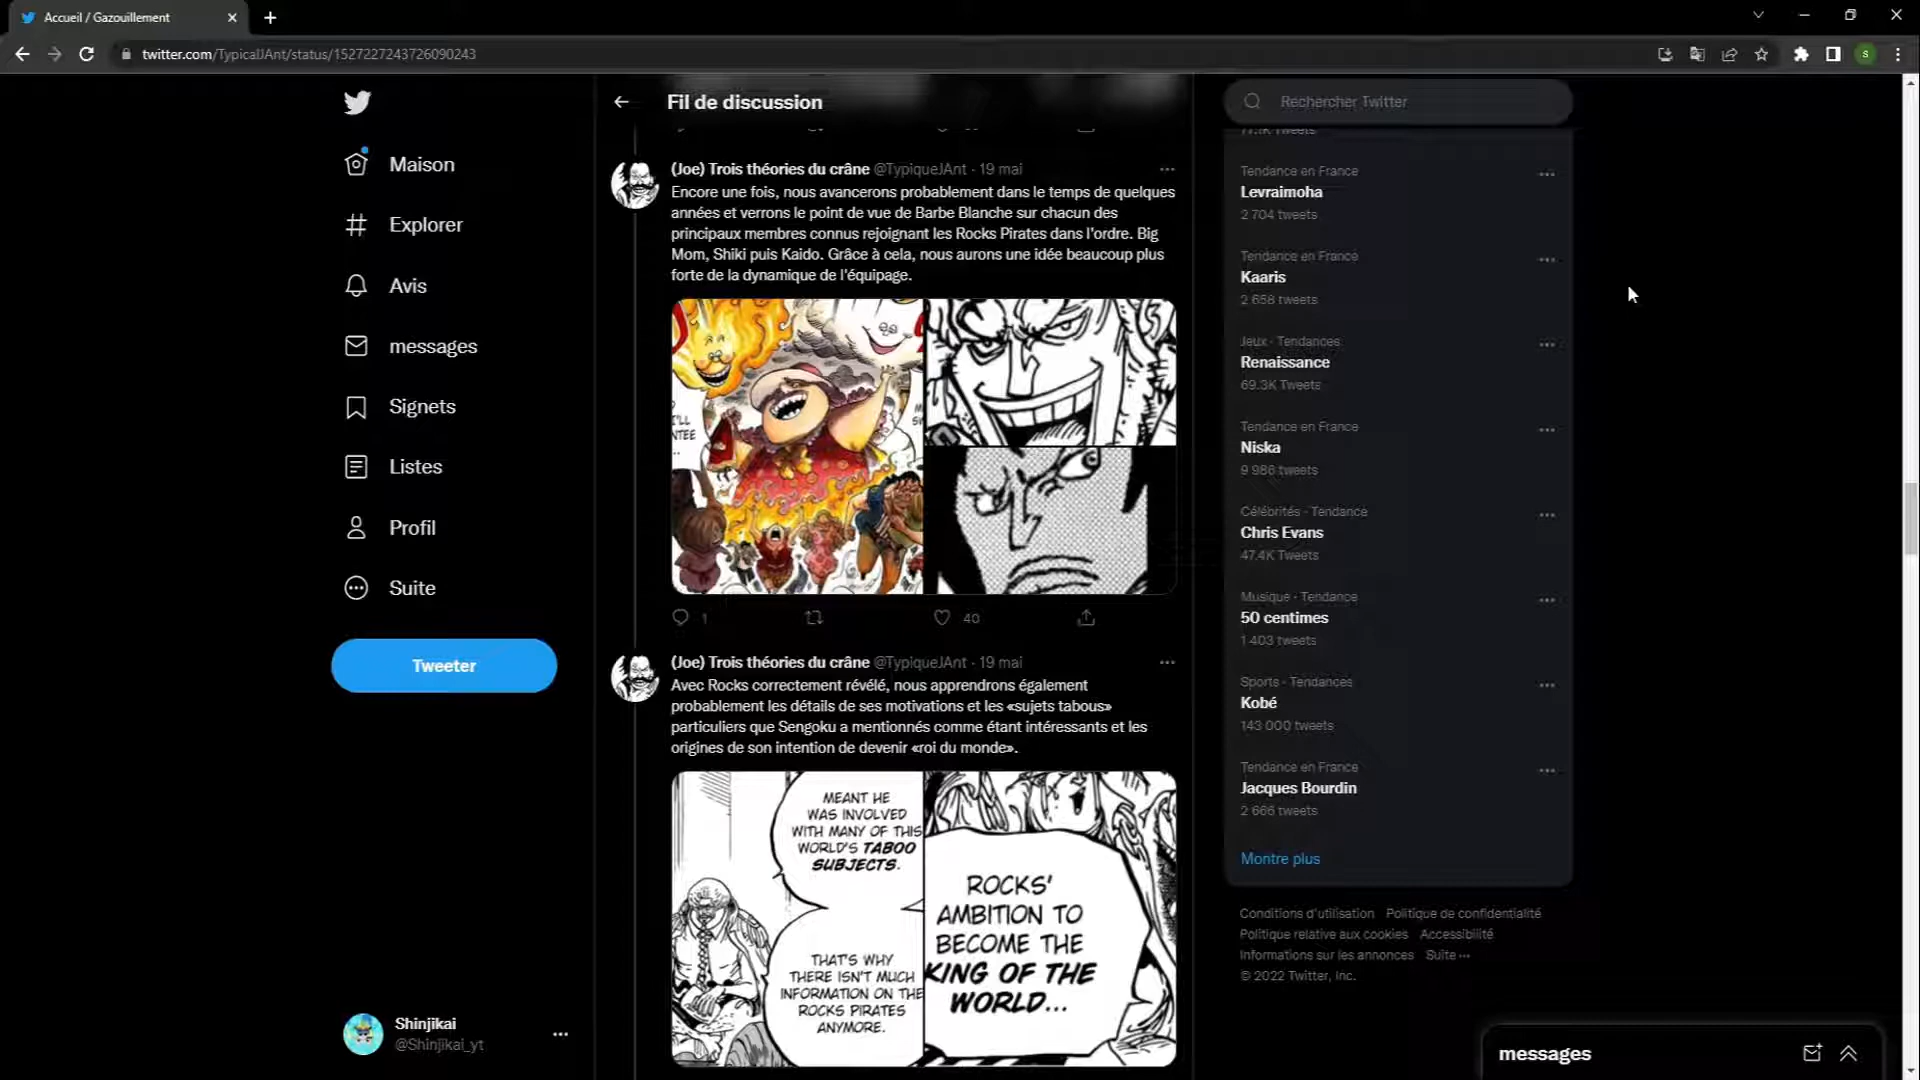 Accueil / Gazouillement
twitter.com/TypicalJAnt/status/1527227243726090243
S
Maison
Explorer
Avis
messages
Signets
Listes
Profil
Suite
Tweeter
Shinjikai
@Shinjikai_yt
Fil de discussion
(Joe) Trois théories du crâne @TypiqueJAnt · 19 mai
Encore une fois, nous avancerons probablement dans le temps de quelques
années et verrons le point de vue de Barbe Blanche sur chacun des
principaux membres connus rejoignant les Rocks Pirates dans l'ordre. Big
Mom, Shiki puis Kaido. Grâce à cela, nous aurons une idée beaucoup plus
forte de la dynamique de l'équipage.
1
40
(Joe) Trois théories du crâne @TypiqueJAnt · 19 mai
Avec Rocks correctement révélé, nous apprendrons également
probablement les détails de ses motivations et les «sujets tabous»
particuliers que Sengoku a mentionnés comme étant intéressants et les
origines de son intention de devenir «roi du monde».
MEANT HE
WAS INVOLVED
WITH MANY OF THIS
WORLD'S TABOO
SUBJECTS.
THAT'S WHY
THERE ISN'T MUCH
INFORMATION ON THE
ROCKS PIRATES
ANYMORE.
ROCKS'
AMBITION TO
BECOME THE
KING OF THE
WORLD...
Rechercher Twitter
77.1K Tweets
Tendance en France
Levraimoha
2 704 tweets
Tendance en France
Kaaris
2 658 tweets
Jeux · Tendances
Renaissance
69.3K Tweets
Tendance en France
Niska
9 986 tweets
Célébrités · Tendance
Chris Evans
47.4K Tweets
Musique · Tendance
50 centimes
1 403 tweets
Sports · Tendances
Kobé
143 000 tweets
Tendance en France
Jacques Bourdin
2 666 tweets
Montre plus
Conditions d'utilisation Politique de confidentialité
Politique relative aux cookies Accessibilité
Informations sur les annonces Suite ···
© 2022 Twitter, Inc.
messages